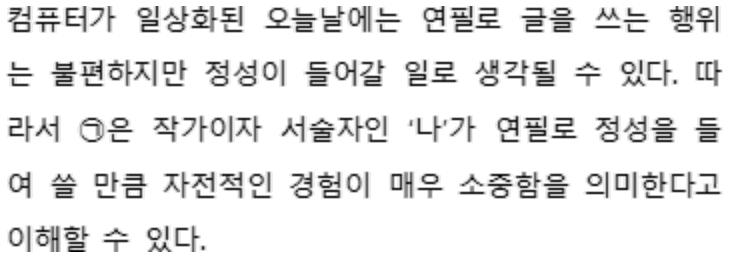 컴퓨터가 일상화된 오늘날에는 연필로 글을 쓰는 행위
는 불편하지만 정성이 들어갈 일로 생각될 수 있다. 따
라서 ㉠은 작가이자 서술자인 ‘나’가 연필로 정성을 들
여 쓸 만큼 자전적인 경험이 매우 소중함을 의미한다고
이해할 수 있다.